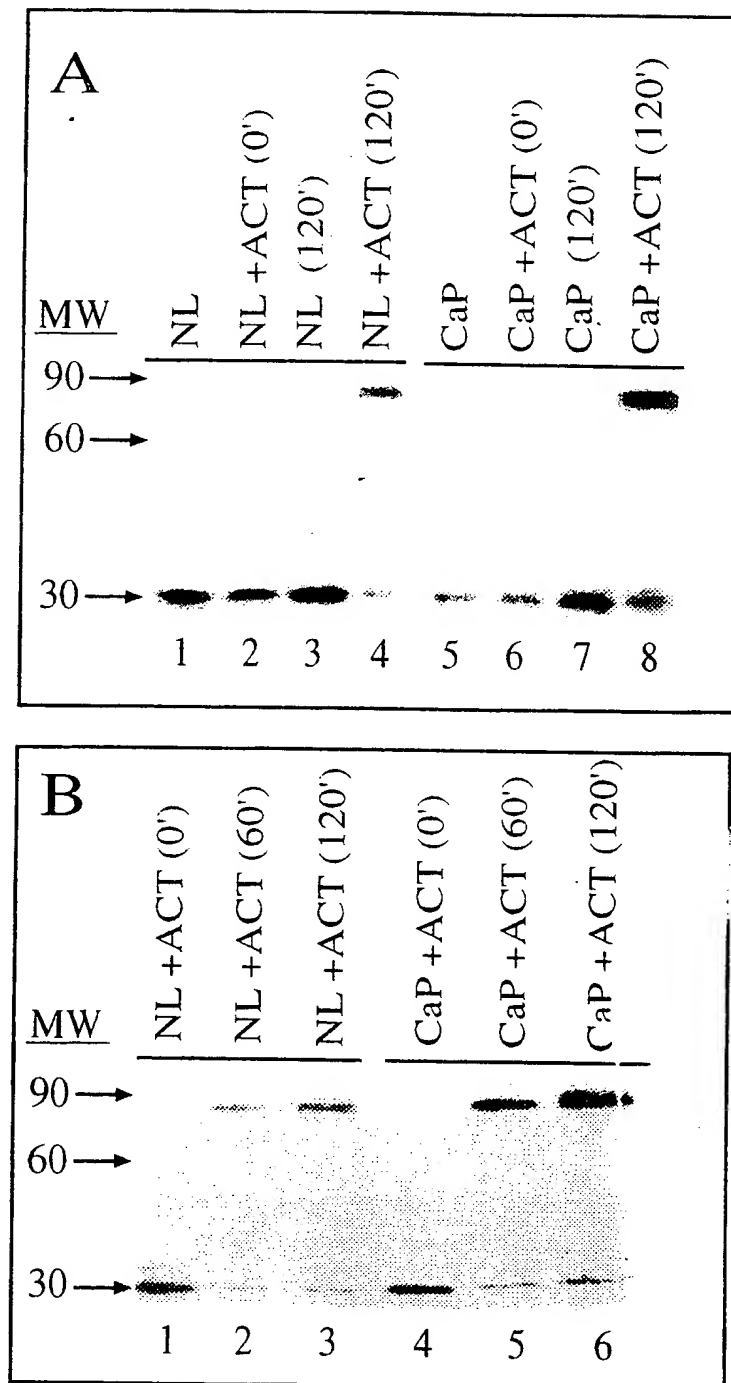 A
MW
NL
NL +ACT (0')
NL (120')
NL +ACT (120')
CaP
CaP +ACT (0')
CaP (120')
CaP +ACT (120')
90
60
30
1 2 3 4 5 6 7 8
B
MW
NL +ACT (0')
NL +ACT (60')
NL +ACT (120')
CaP +ACT (0')
CaP +ACT (60')
CaP +ACT (120')
90
60
30
1 2 3 4 5 6